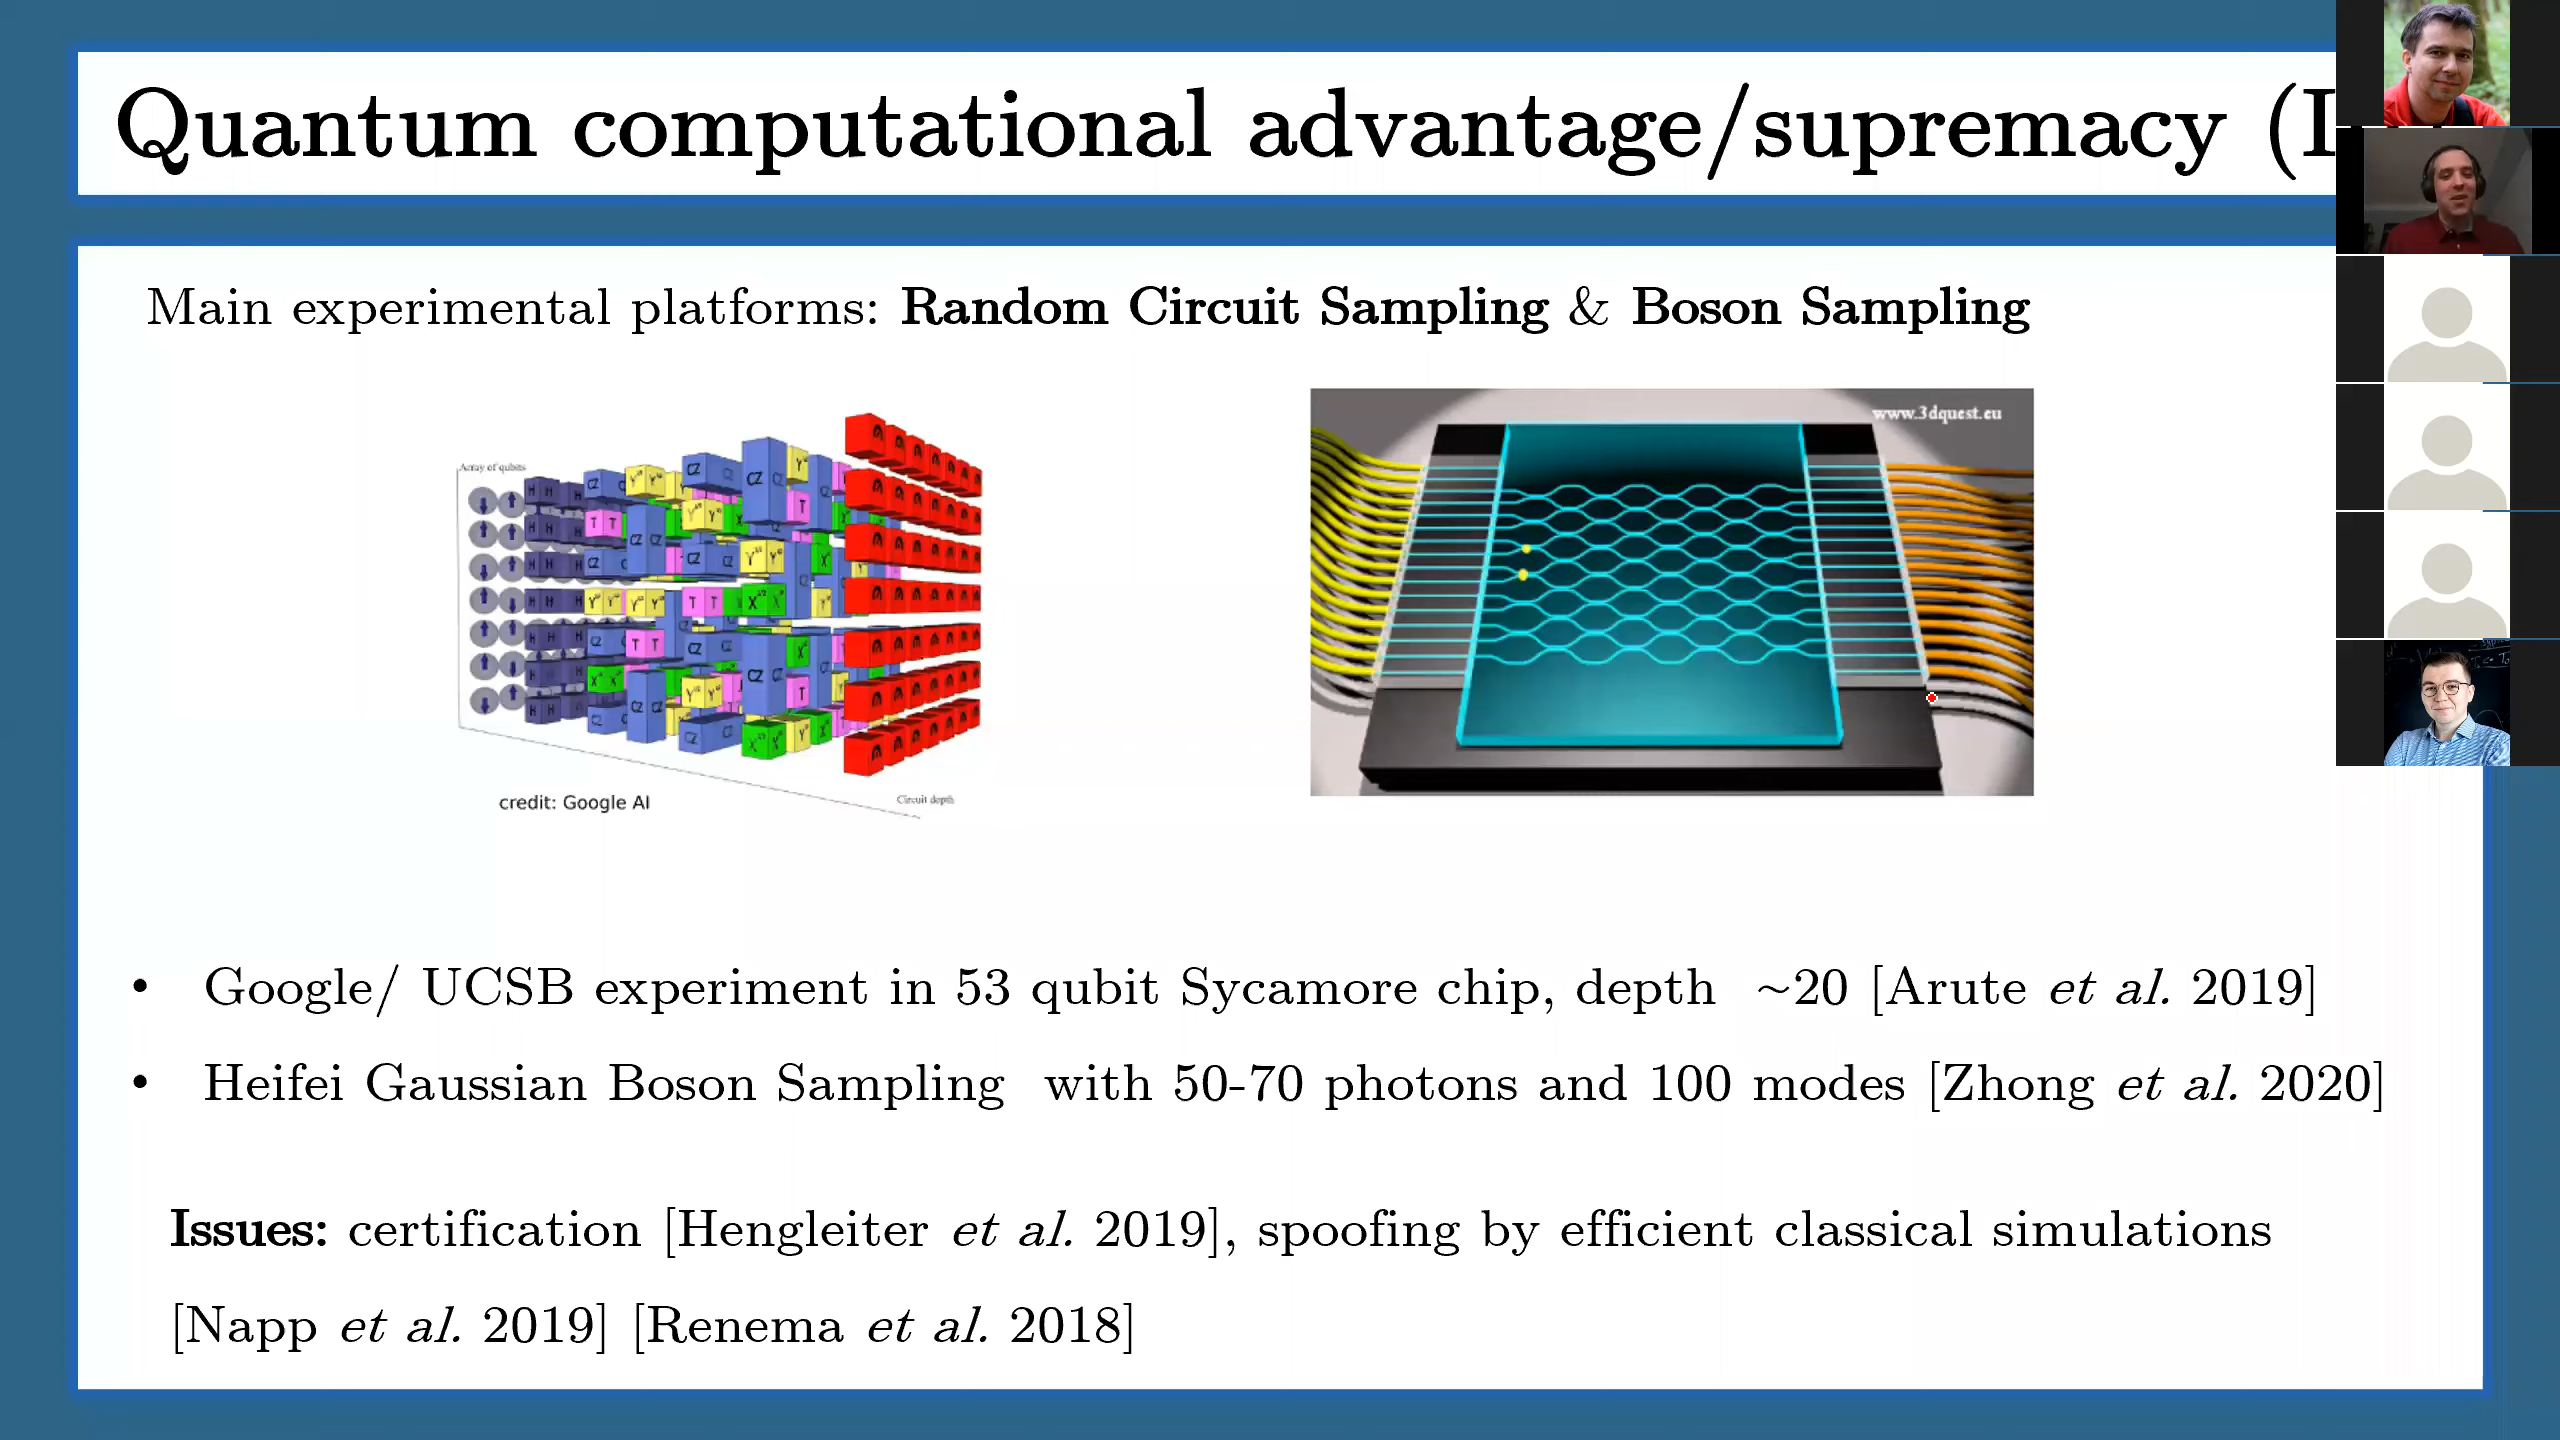 Quantum computational advantage/supremacy (I
Main experimental platforms: Random Circuit Sampling & Boson Sampling
Array of qubits
www.3dquest.eu
credit: Google AI
Circuit depth
• Google/ UCSB experiment in 53 qubit Sycamore chip, depth ~20 [Arute et al. 2019]
• Heifei Gaussian Boson Sampling with 50-70 photons and 100 modes [Zhong et al. 2020]
Issues: certification [Hengleiter et al. 2019], spoofing by efficient classical simulations
[Napp et al. 2019] [Renema et al. 2018]